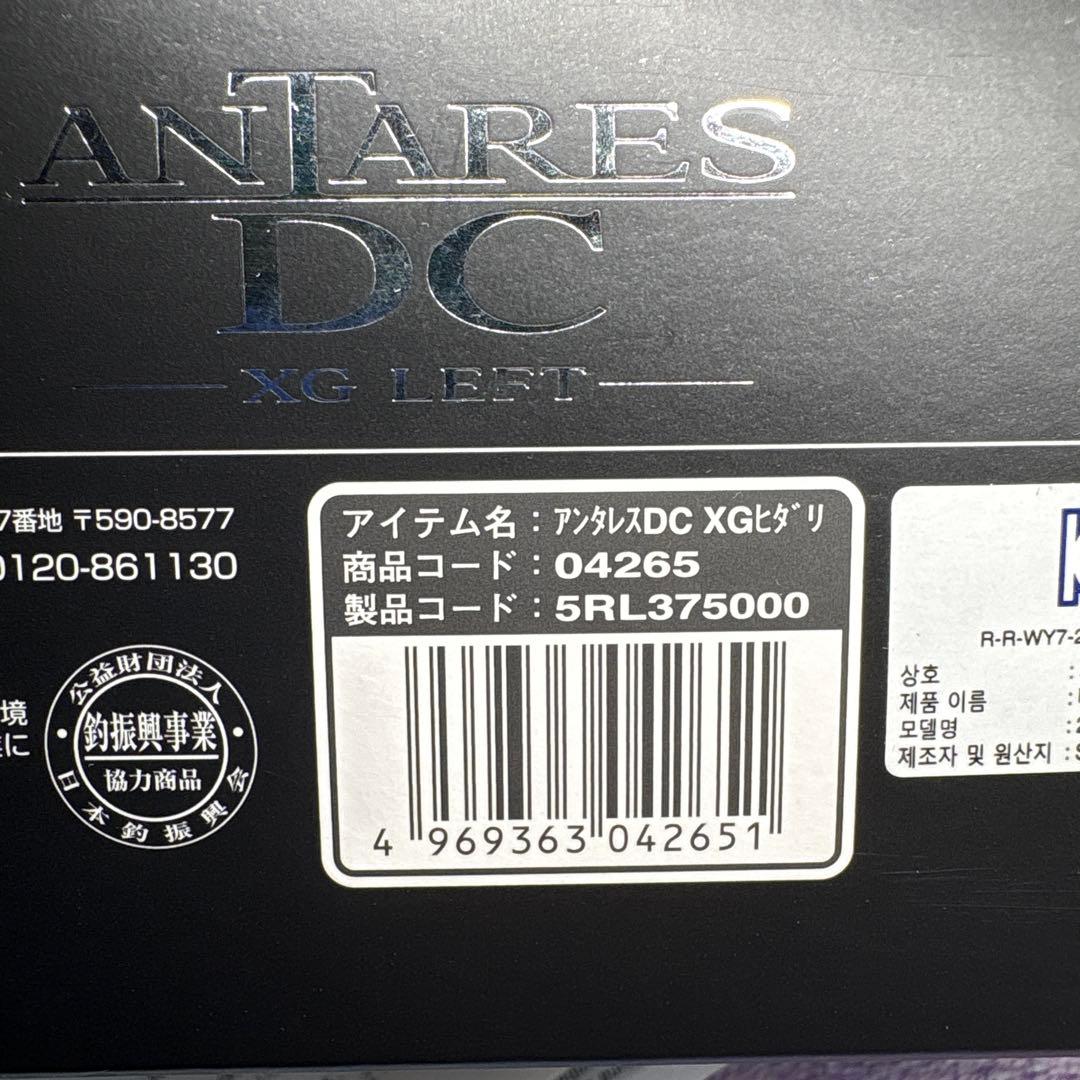 ANTARES
DC
XG LEFT
7番地 〒590-8577
0120-861130
アイテム名：ｱﾝﾀﾚｽDC XGﾋﾀﾞﾘ
商品コード：04265
製品コード：5RL375000
4 969363 042651
境
に
公益財団法人
釣振興事業
協力商品
日本釣振興会
R-R-WY7-2
상호 :
제품 이름 :
모델명 :2
제조자 및 원산지 :S